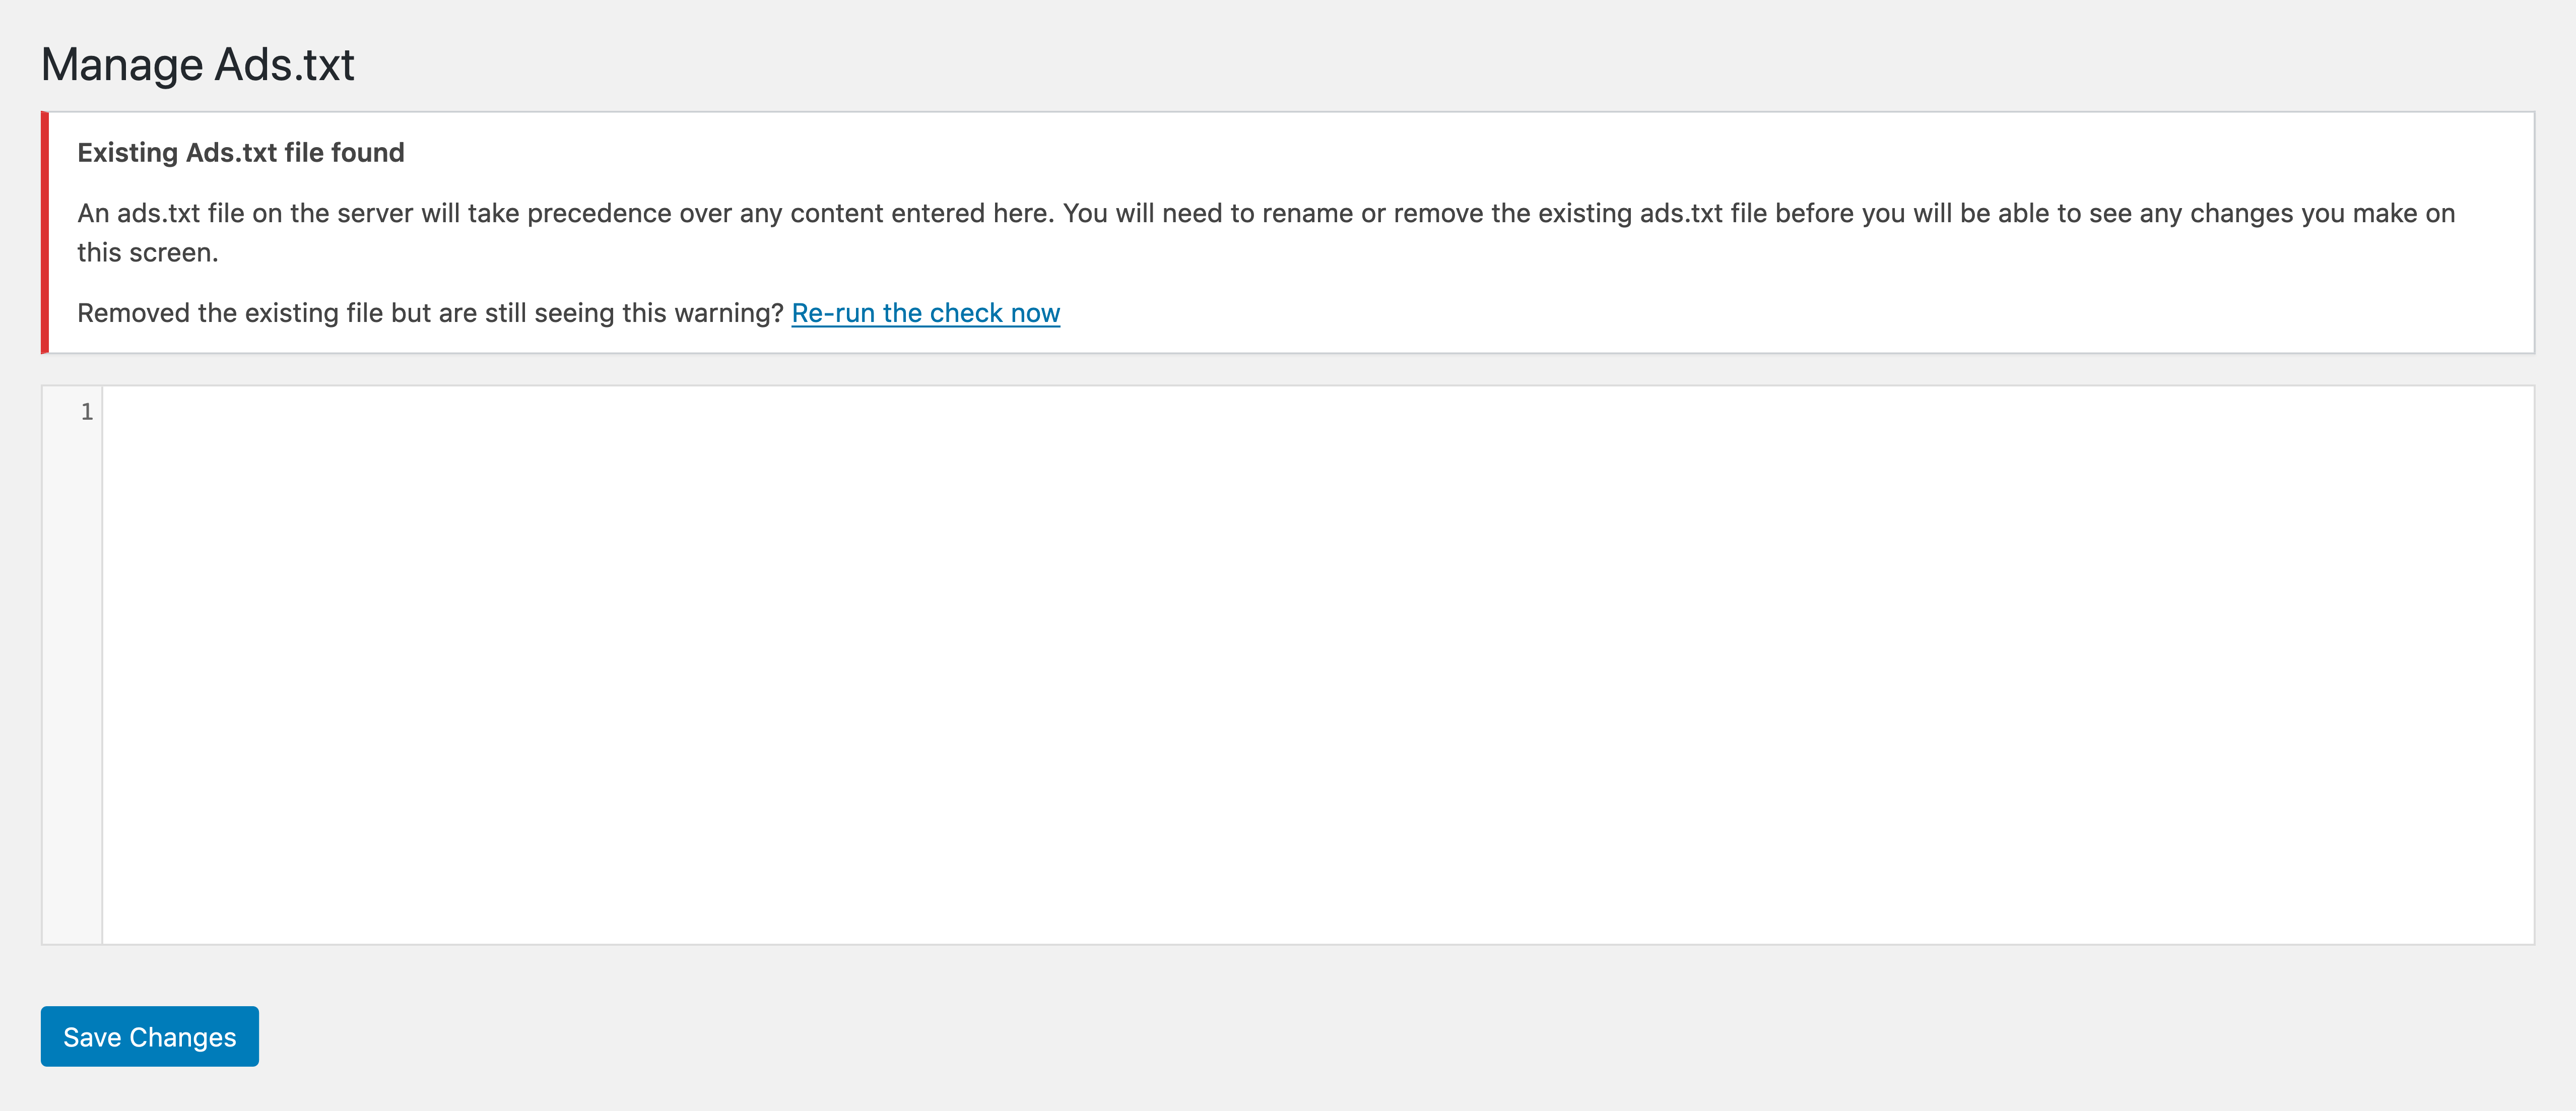 Manage Ads.txt
Existing Ads.txt file found
An ads.txt file on the server will take precedence over any content entered here. You will need to rename or remove the existing ads.txt file before you will be able to see any changes you make on
this screen.
Removed the existing file but are still seeing this warning? Re-run the check now
1
Save Changes